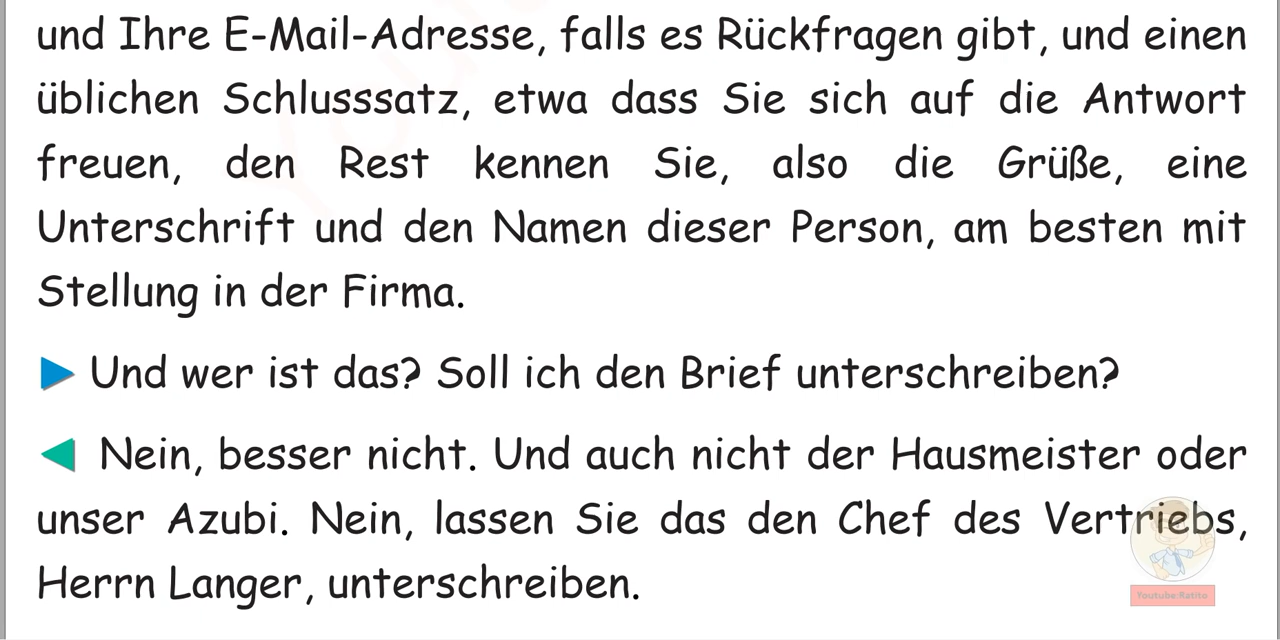 und Ihre E-Mail-Adresse, falls es Rückfragen gibt, und einen
üblichen Schlusssatz, etwa dass Sie sich auf die Antwort
freuen, den Rest kennen Sie, also die Grüße, eine
Unterschrift und den Namen dieser Person, am besten mit
Stellung in der Firma.
Und wer ist das? Soll ich den Brief unterschreiben?
Nein, besser nicht. Und auch nicht der Hausmeister oder
unser Azubi. Nein, lassen Sie das den Chef des Vertriebs,
Herrn Langer, unterschreiben.
Youtube:Ratito